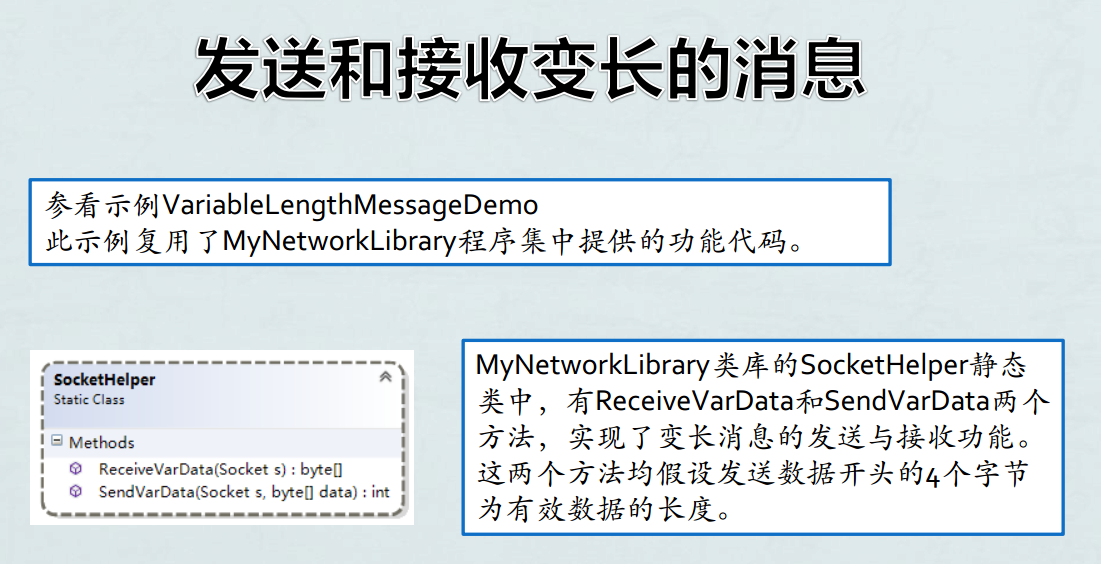 发送和接收变长的消息
参看示例VariableLengthMessageDemo
此示例复用了MyNetworkLibrary程序集中提供的功能代码。
SocketHelper
Static Class
Methods
ReceiveVarData(Socket s) : byte[]
SendVarData(Socket s, byte[] data) : int
MyNetworkLibrary类库的SocketHelper静态
类中，有ReceiveVarData和SendVarData两个
方法，实现了变长消息的发送与接收功能。
这两个方法均假设发送数据开头的4个字节
为有效数据的长度。